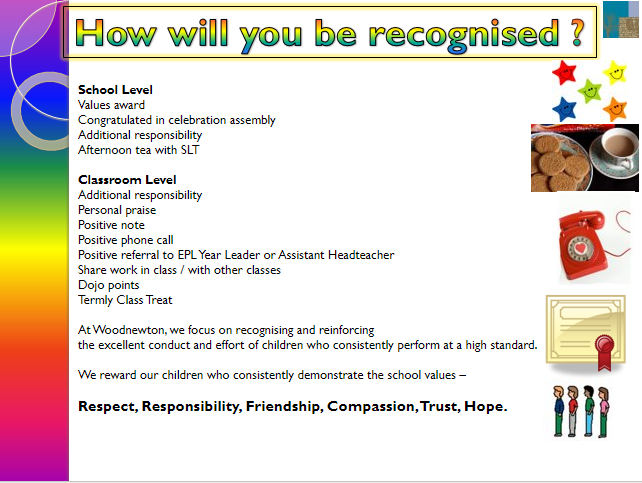 How will you be recognised ?
School Level
Values award
Congratulated in celebration assembly
Additional responsibility
Afternoon tea with SLT
Classroom Level
Additional responsibility
Personal praise
Positive note
Positive phone call
Positive referral to EPL Year Leader or Assistant Headteacher
Share work in class / with other classes
Dojo points
Termly Class Treat
At Woodnewton, we focus on recognising and reinforcing
the excellent conduct and effort of children who consistently perform at a high standard.
We reward our children who consistently demonstrate the school values –
Respect, Responsibility, Friendship, Compassion, Trust, Hope.